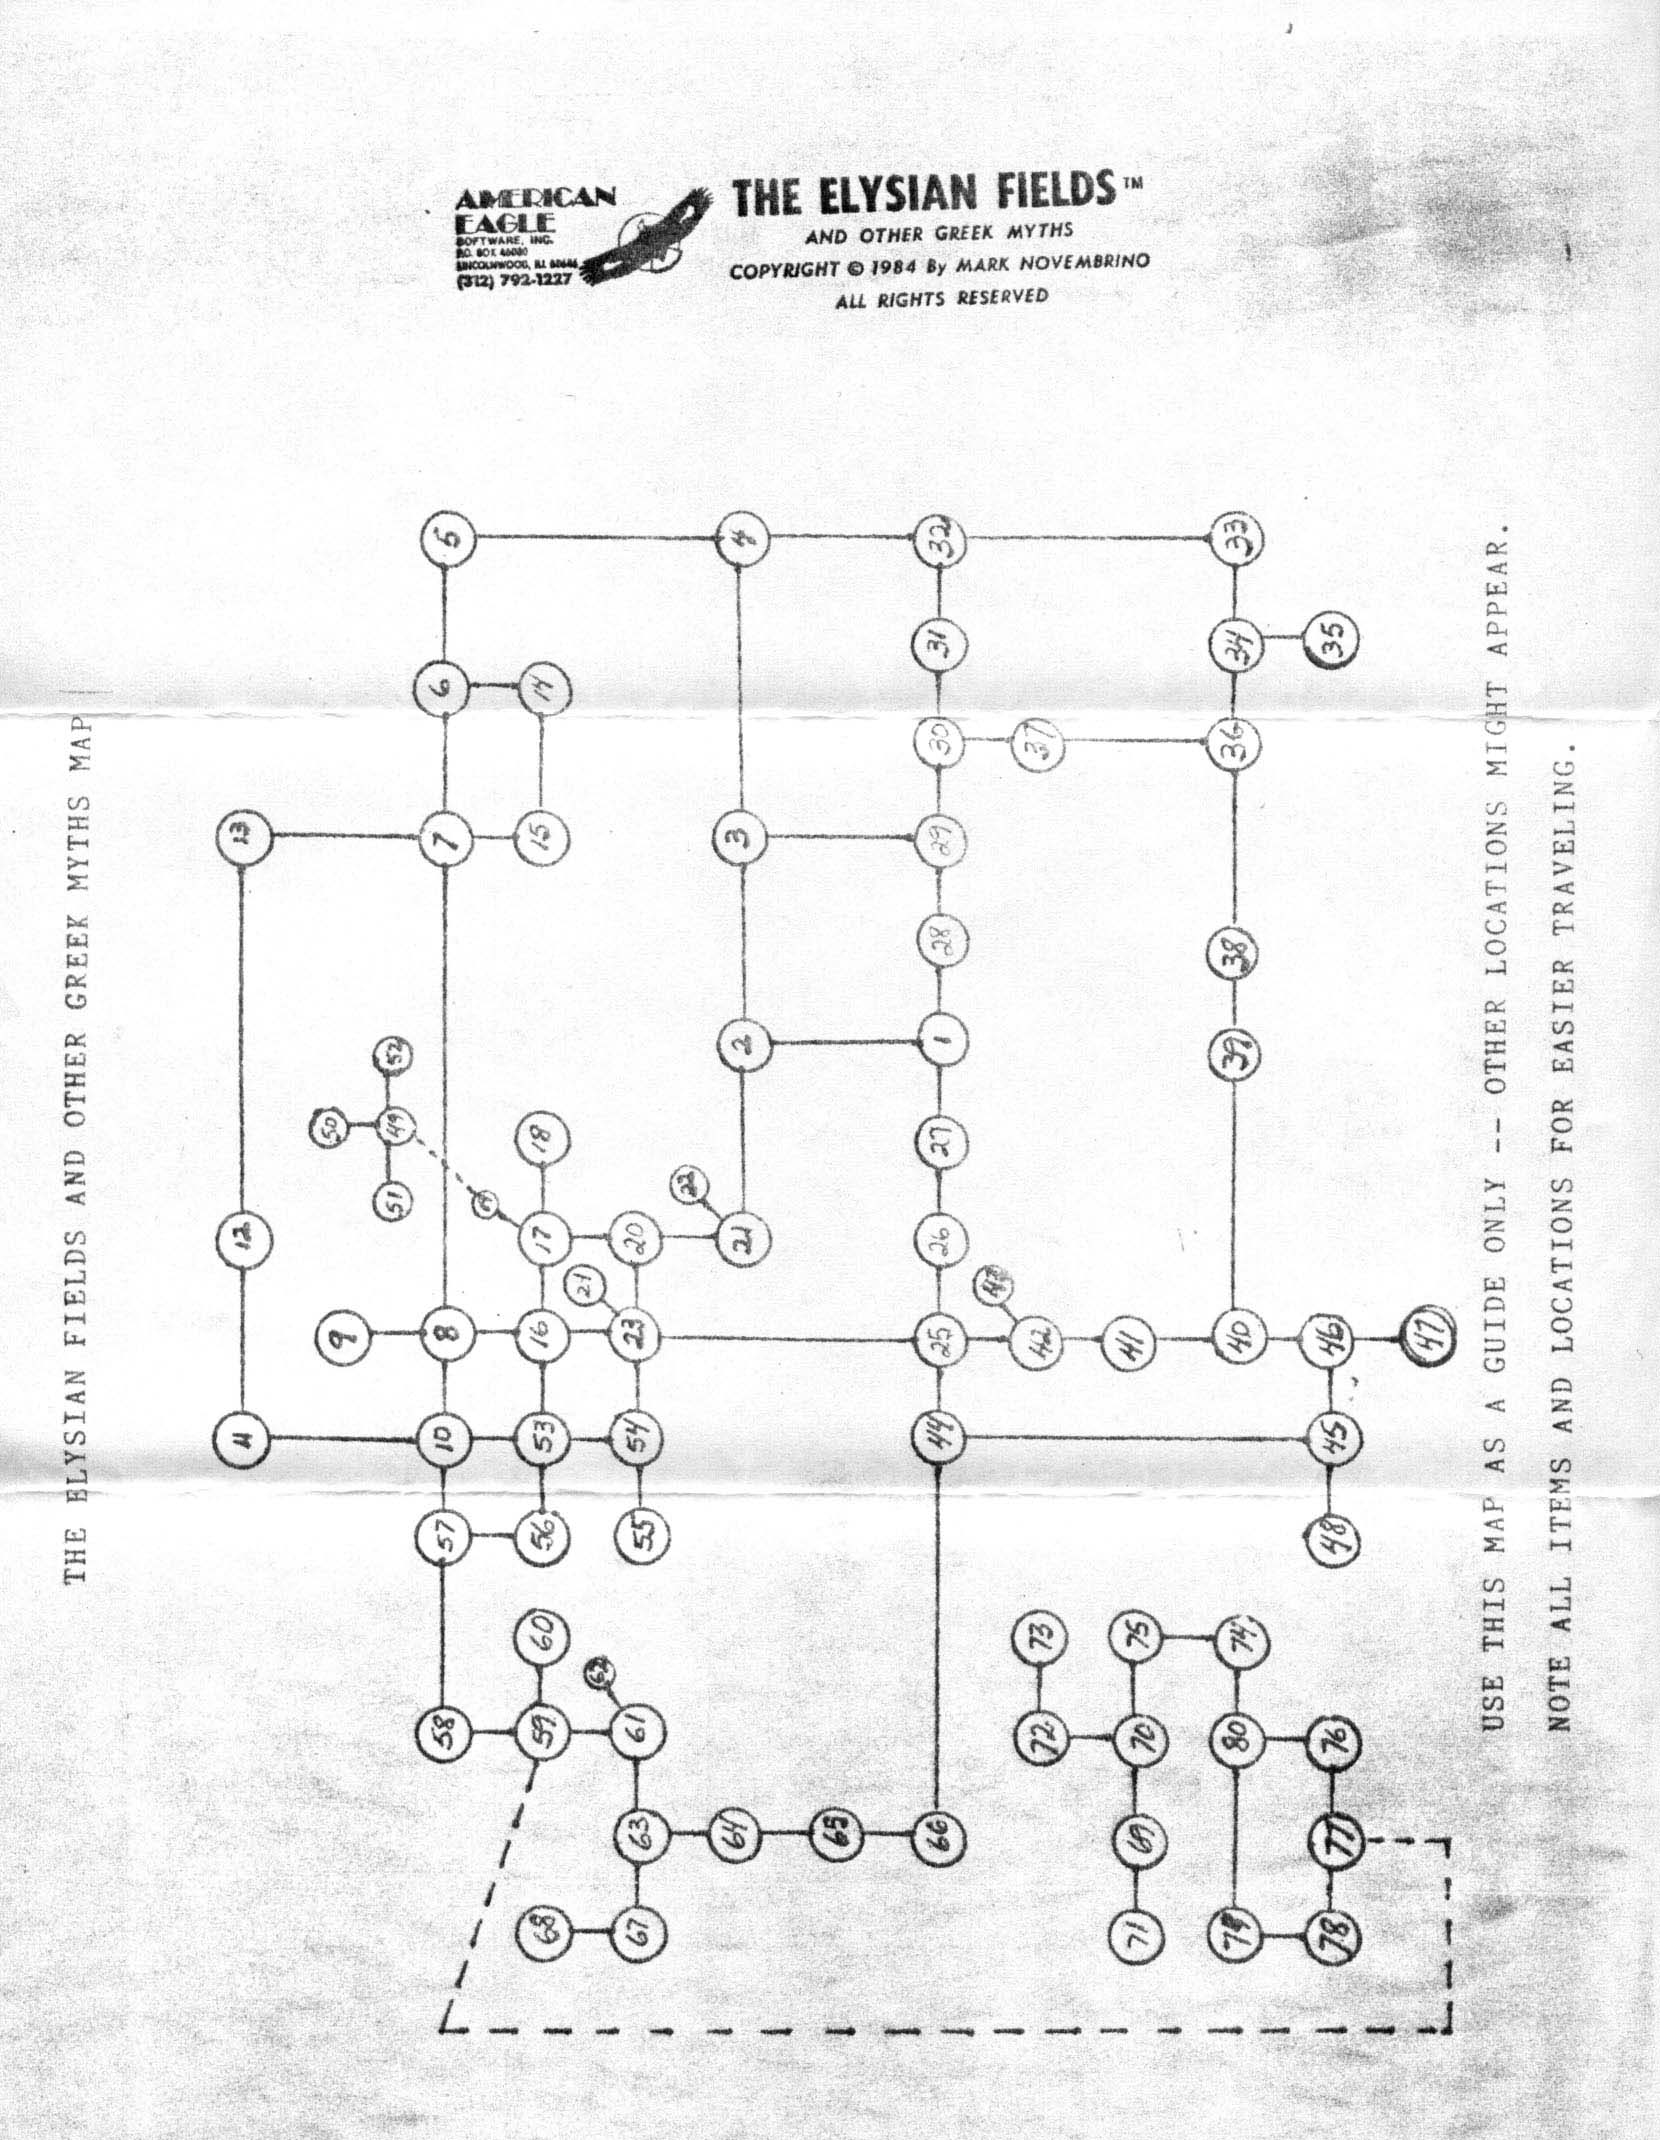 AMERICAN
EAGLE
SOFTWARE, INC.
P.O. BOX 46080
LINCOLNWOOD, ILL 60646
(312) 792-1227
THE ELYSIAN FIELDS™
AND OTHER GREEK MYTHS
COPYRIGHT © 1984 By MARK NOVEMBRINO
ALL RIGHTS RESERVED
THE ELYSIAN FIELDS AND OTHER GREEK MYTHS MAP
11 12 13
9 50
51 49 52
58 57 10 8 7 6 5
19
68 59 60 56 53 16 17 18 15 14
62
67 63 61 55 54 23 20
22
64 21 2 3 4
65
66 44 25 26 27 1 28 29 30 31 32
43
72 73 42 37
71 69 70 75 41
79 80 74 40 39 38 36 34 33
78 77 76 48 45 46 35
47
USE THIS MAP AS A GUIDE ONLY -- OTHER LOCATIONS MIGHT APPEAR.
NOTE ALL ITEMS AND LOCATIONS FOR EASIER TRAVELING.